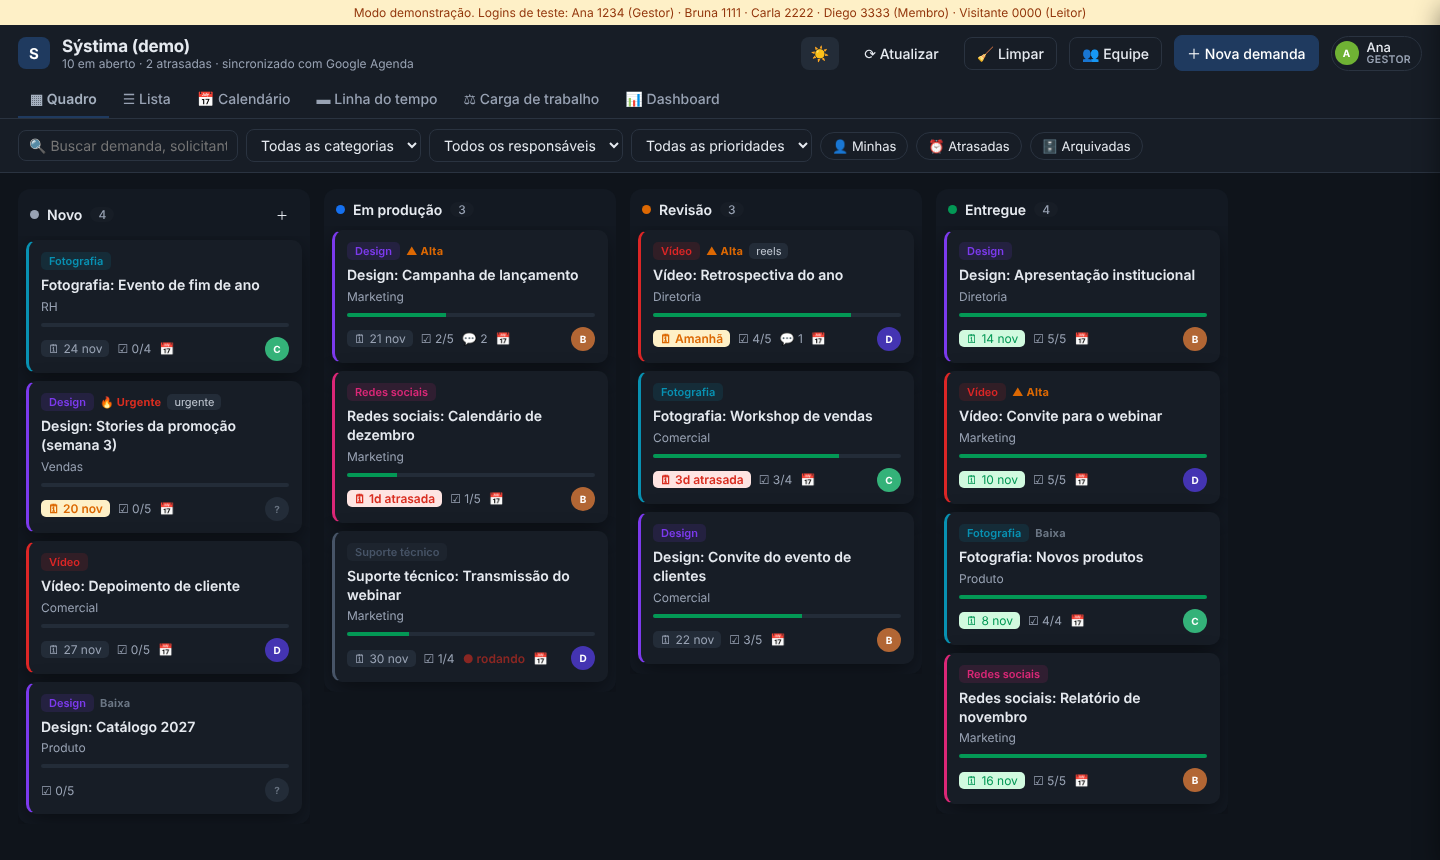 Modo demonstração. Logins de teste: Ana 1234 (Gestor) · Bruna 1111 · Carla 2222 · Diego 3333 (Membro) · Visitante 0000 (Leitor)
S
Sýstima (demo)
10 em aberto · 2 atrasadas · sincronizado com Google Agenda
Atualizar
Limpar
Equipe
+ Nova demanda
A
Ana
GESTOR
Quadro
Lista
Calendário
Linha do tempo
Carga de trabalho
Dashboard
Buscar demanda, solicitant
Todas as categorias
Todos os responsáveis
Todas as prioridades
Minhas
Atrasadas
Arquivadas
Novo 4 +
Fotografia
Fotografia: Evento de fim de ano
RH
24 nov 0/4 C
Design Urgente urgente
Design: Stories da promoção
(semana 3)
Vendas
20 nov 0/5 ?
Vídeo
Vídeo: Depoimento de cliente
Comercial
27 nov 0/5 D
Design Baixa
Design: Catálogo 2027
Produto
0/5 ?
Em produção 3
Design Alta
Design: Campanha de lançamento
Marketing
21 nov 2/5 2 B
Redes sociais
Redes sociais: Calendário de
dezembro
Marketing
1d atrasada 1/5 B
Suporte técnico
Suporte técnico: Transmissão do
webinar
Marketing
30 nov 1/4 rodando D
Revisão 3
Vídeo Alta reels
Vídeo: Retrospectiva do ano
Diretoria
Amanhã 4/5 1 D
Fotografia
Fotografia: Workshop de vendas
Comercial
3d atrasada 3/4 C
Design
Design: Convite do evento de
clientes
Comercial
22 nov 3/5 B
Entregue 4
Design
Design: Apresentação institucional
Diretoria
14 nov 5/5 B
Vídeo Alta
Vídeo: Convite para o webinar
Marketing
10 nov 5/5 D
Fotografia Baixa
Fotografia: Novos produtos
Produto
8 nov 4/4 C
Redes sociais
Redes sociais: Relatório de
novembro
Marketing
16 nov 5/5 B